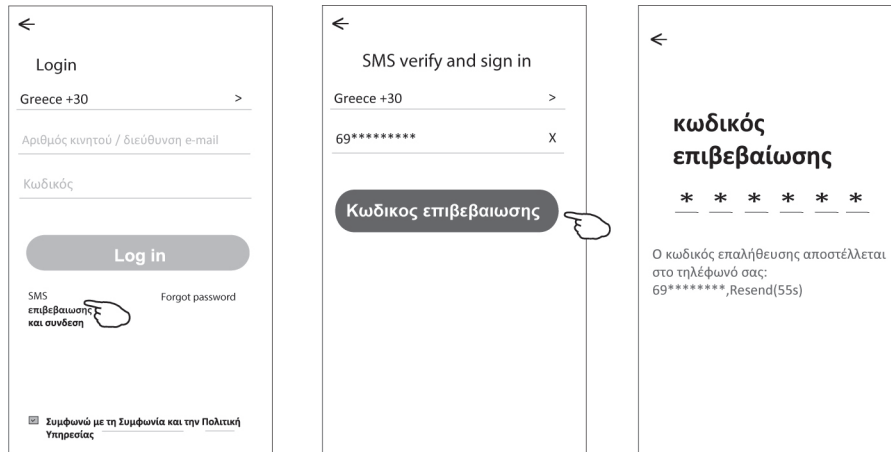 Login
Greece +30 >
Αριθμός κινητού / διεύθυνση e-mail
Κωδικός
Log in
SMS
επιβεβαιωσης
και συνδεση
Forgot password
Συμφωνώ με τη Συμφωνία και την Πολιτική
Υπηρεσίας
SMS verify and sign in
Greece +30 >
69********* X
Κωδικος επιβεβαιωσης
κωδικός
επιβεβαίωσης
* * * * * *
Ο κωδικός επαλήθευσης αποστέλλεται
στο τηλέφωνό σας:
69********,Resend(55s)